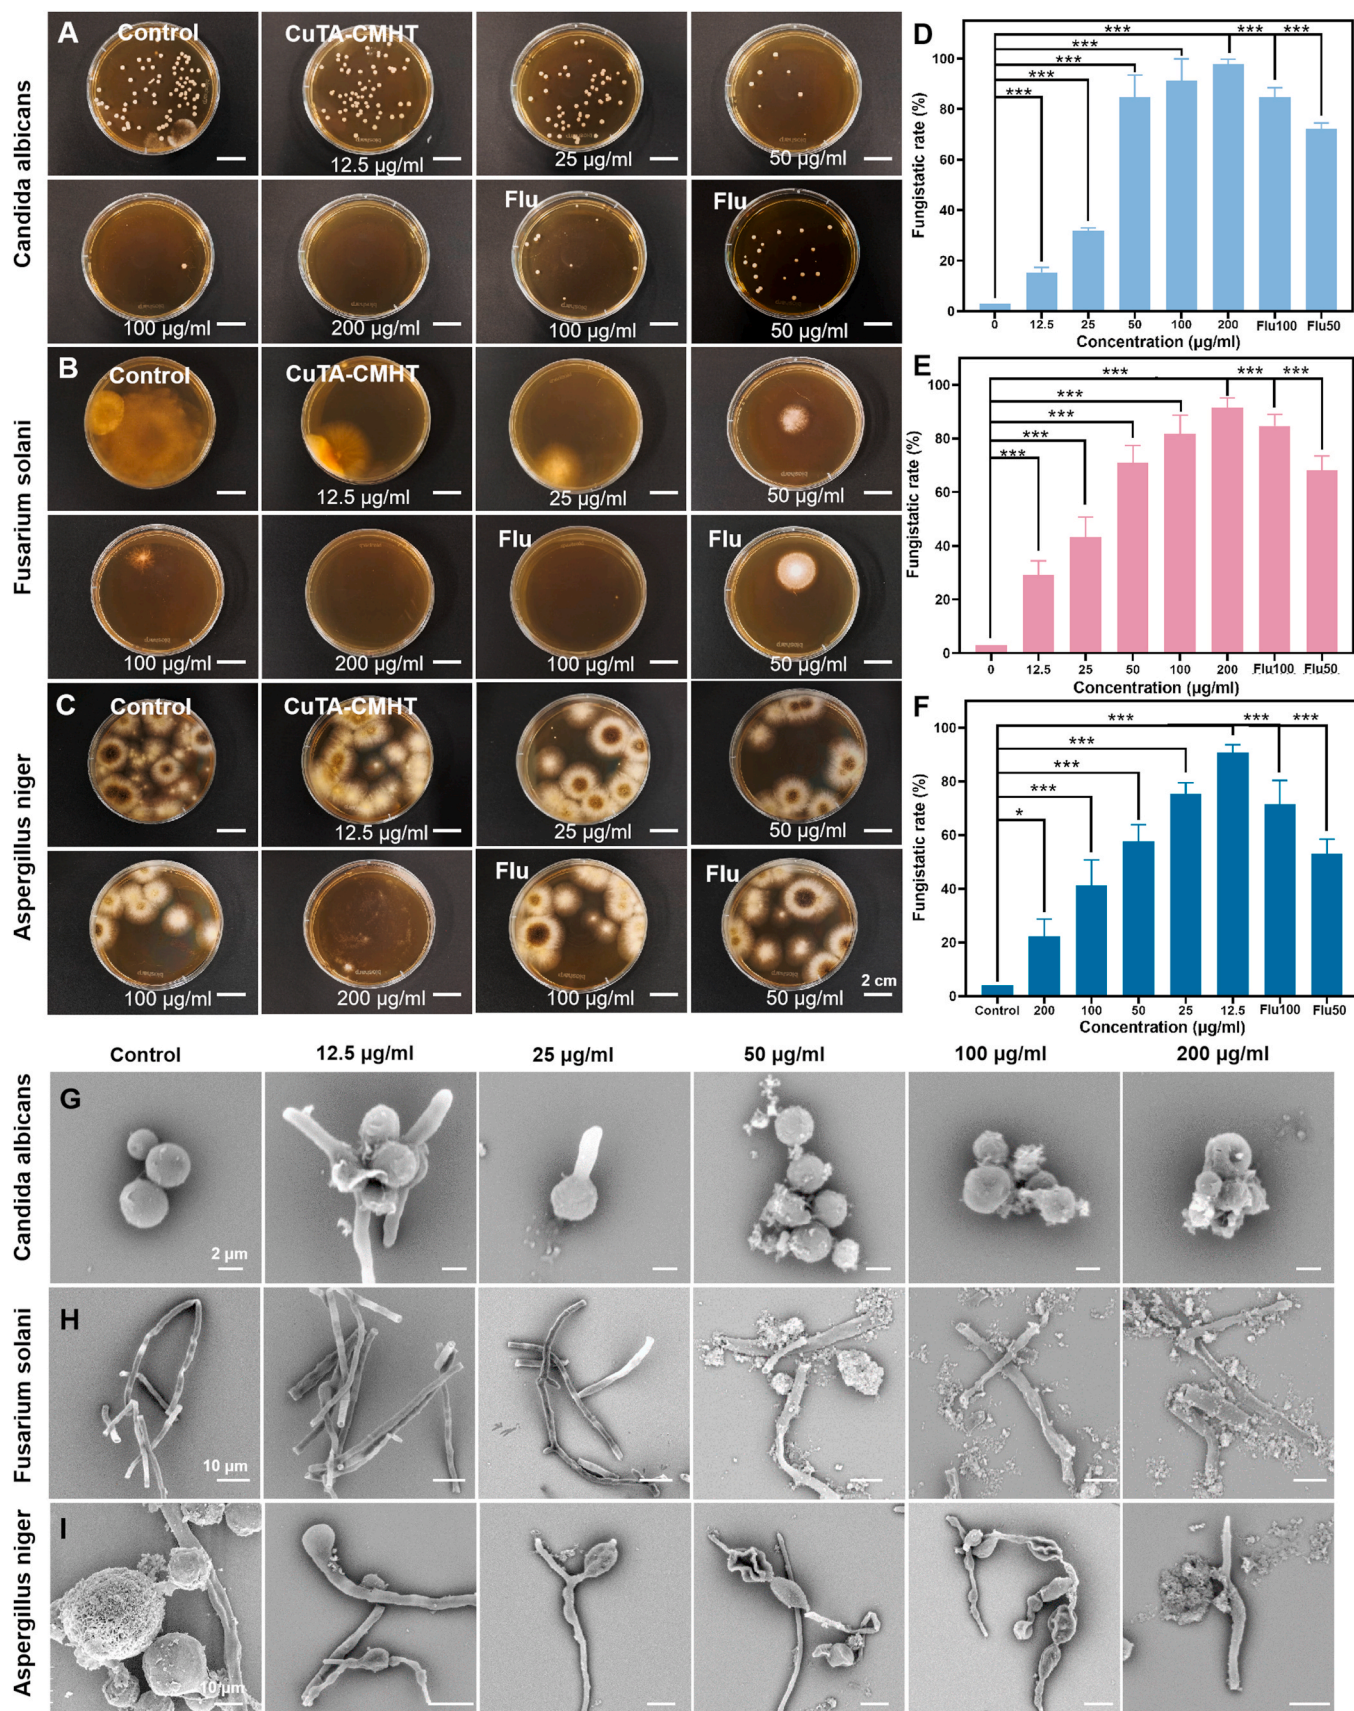 A
Control
CuTA-CMHT
12.5 µg/ml
25 µg/ml
50 µg/ml
Flu
Flu
100 µg/ml
200 µg/ml
100 µg/ml
50 µg/ml
Candida albicans
B
Control
CuTA-CMHT
12.5 µg/ml
25 µg/ml
50 µg/ml
Flu
Flu
100 µg/ml
200 µg/ml
100 µg/ml
50 µg/ml
Fusarium solani
C
Control
CuTA-CMHT
12.5 µg/ml
25 µg/ml
50 µg/ml
Flu
Flu
2 cm
100 µg/ml
200 µg/ml
100 µg/ml
50 µg/ml
Aspergillus niger
D
*** *** ***
***
***
***
***
100
80
60
40
20
0
Fungistatic rate (%)
0 12.5 25 50 100 200 Flu100 Flu50
Concentration (µg/ml)
E
*** *** ***
***
***
***
***
100
80
60
40
20
0
Fungistatic rate (%)
0 12.5 25 50 100 200 Flu100 Flu50
Concentration (µg/ml)
F
*** *** ***
***
***
***
*
100
80
60
40
20
0
Fungistatic rate (%)
Control 200 100 50 25 12.5 Flu100 Flu50
Concentration (µg/ml)
Control 12.5 µg/ml 25 µg/ml 50 µg/ml 100 µg/ml 200 µg/ml
G
2 µm
Candida albicans
H
10 µm
Fusarium solani
I
10 µm
Aspergillus niger